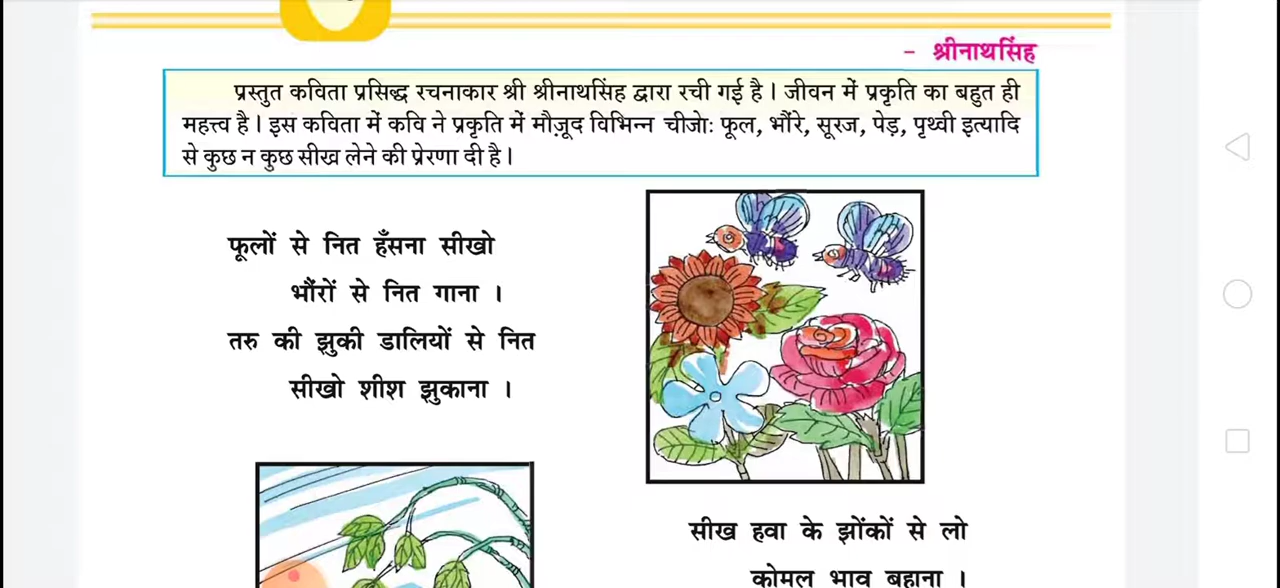 - श्रीनाथसिंह
प्रस्तुत कविता प्रसिद्ध रचनाकार श्री श्रीनाथसिंह द्वारा रची गई है । जीवन में प्रकृति का बहुत ही
महत्त्व है । इस कविता में कवि ने प्रकृति में मौज़ूद विभिन्न चीजोः फूल, भौंरे, सूरज, पेड़, पृथ्वी इत्यादि
से कुछ न कुछ सीख लेने की प्रेरणा दी है ।
फूलों से नित हँसना सीखो
भौंरों से नित गाना ।
तरु की झुकी डालियों से नित
सीखो शीश झुकाना ।
सीख हवा के झोंकों से लो
कोमल भाव बहाना ।